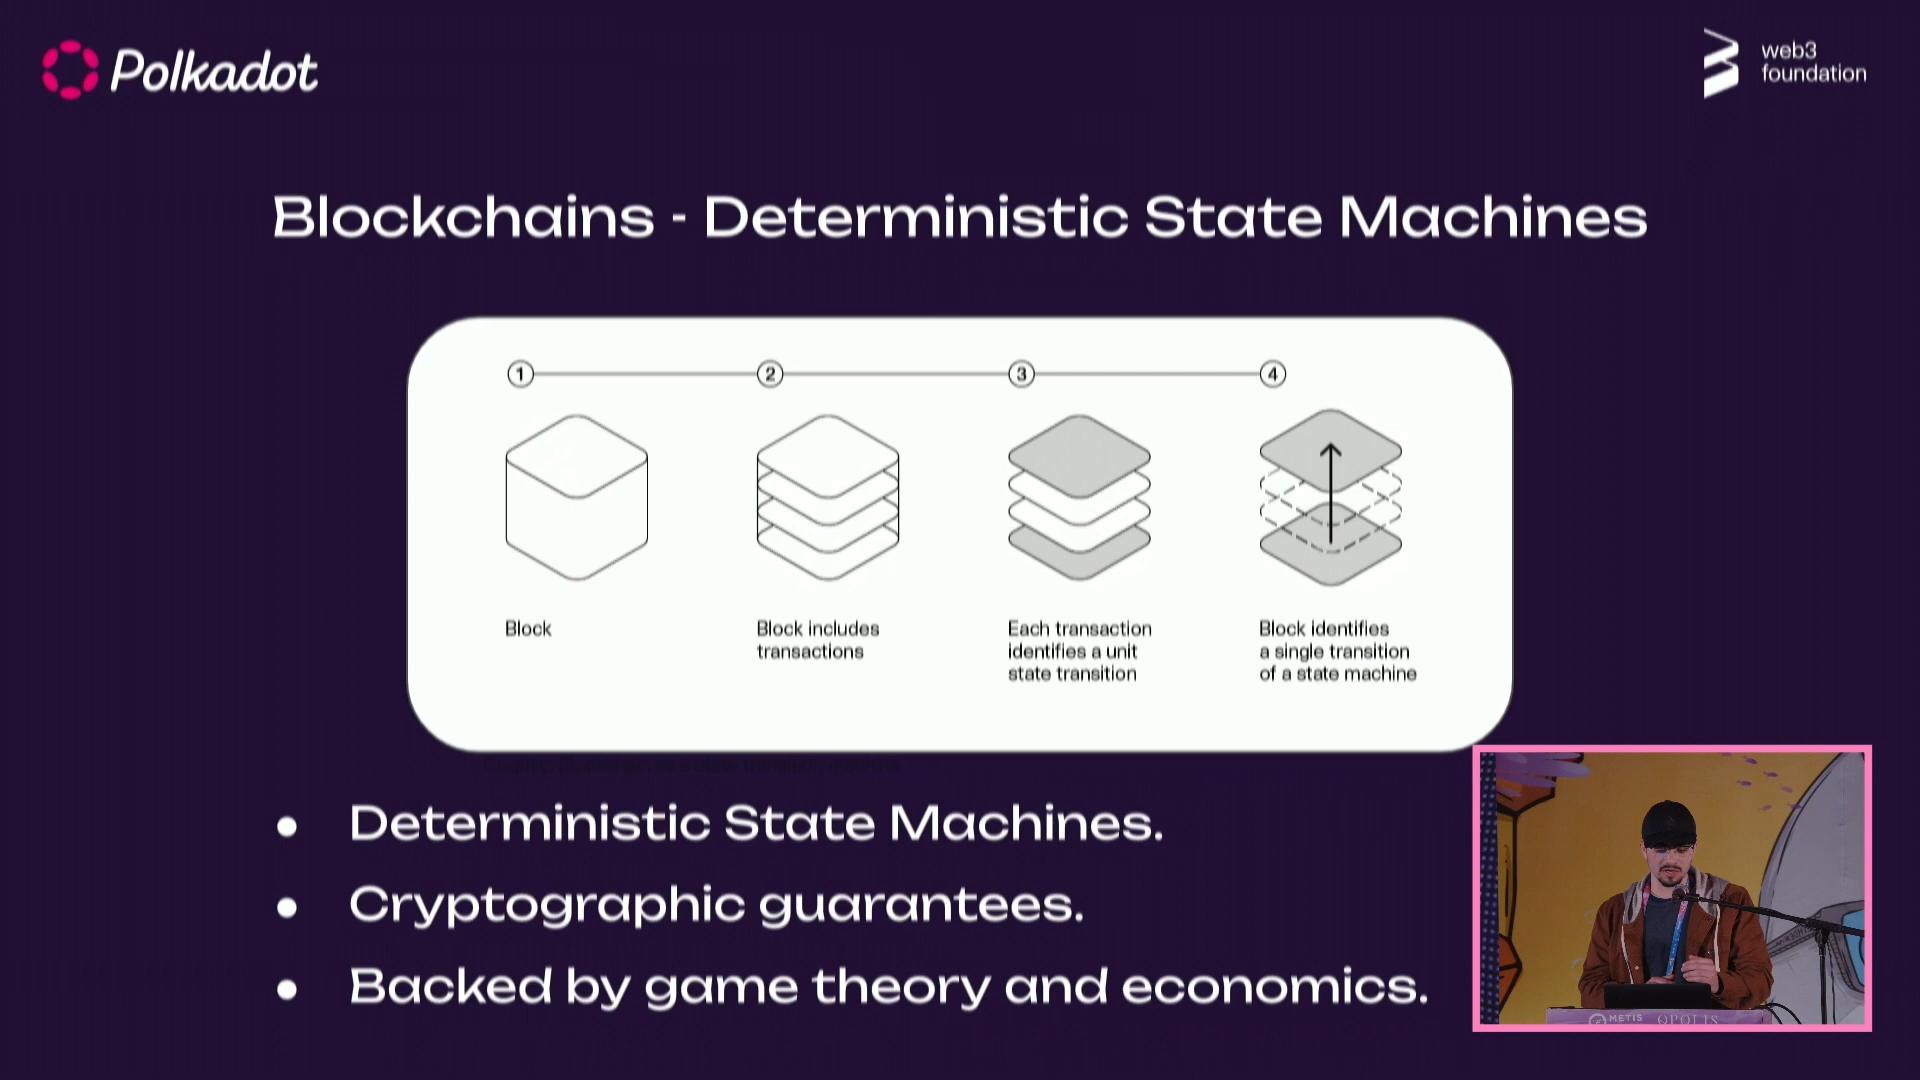 Polkadot
web3
foundation
Blockchains - Deterministic State Machines
1
2
3
4
Block
Block includes
transactions
Each transaction
identifies a unit
state transition
Block identifies
a single transition
of a state machine
• Deterministic State Machines.
• Cryptographic guarantees.
• Backed by game theory and economics.
METIS
OPOLIS